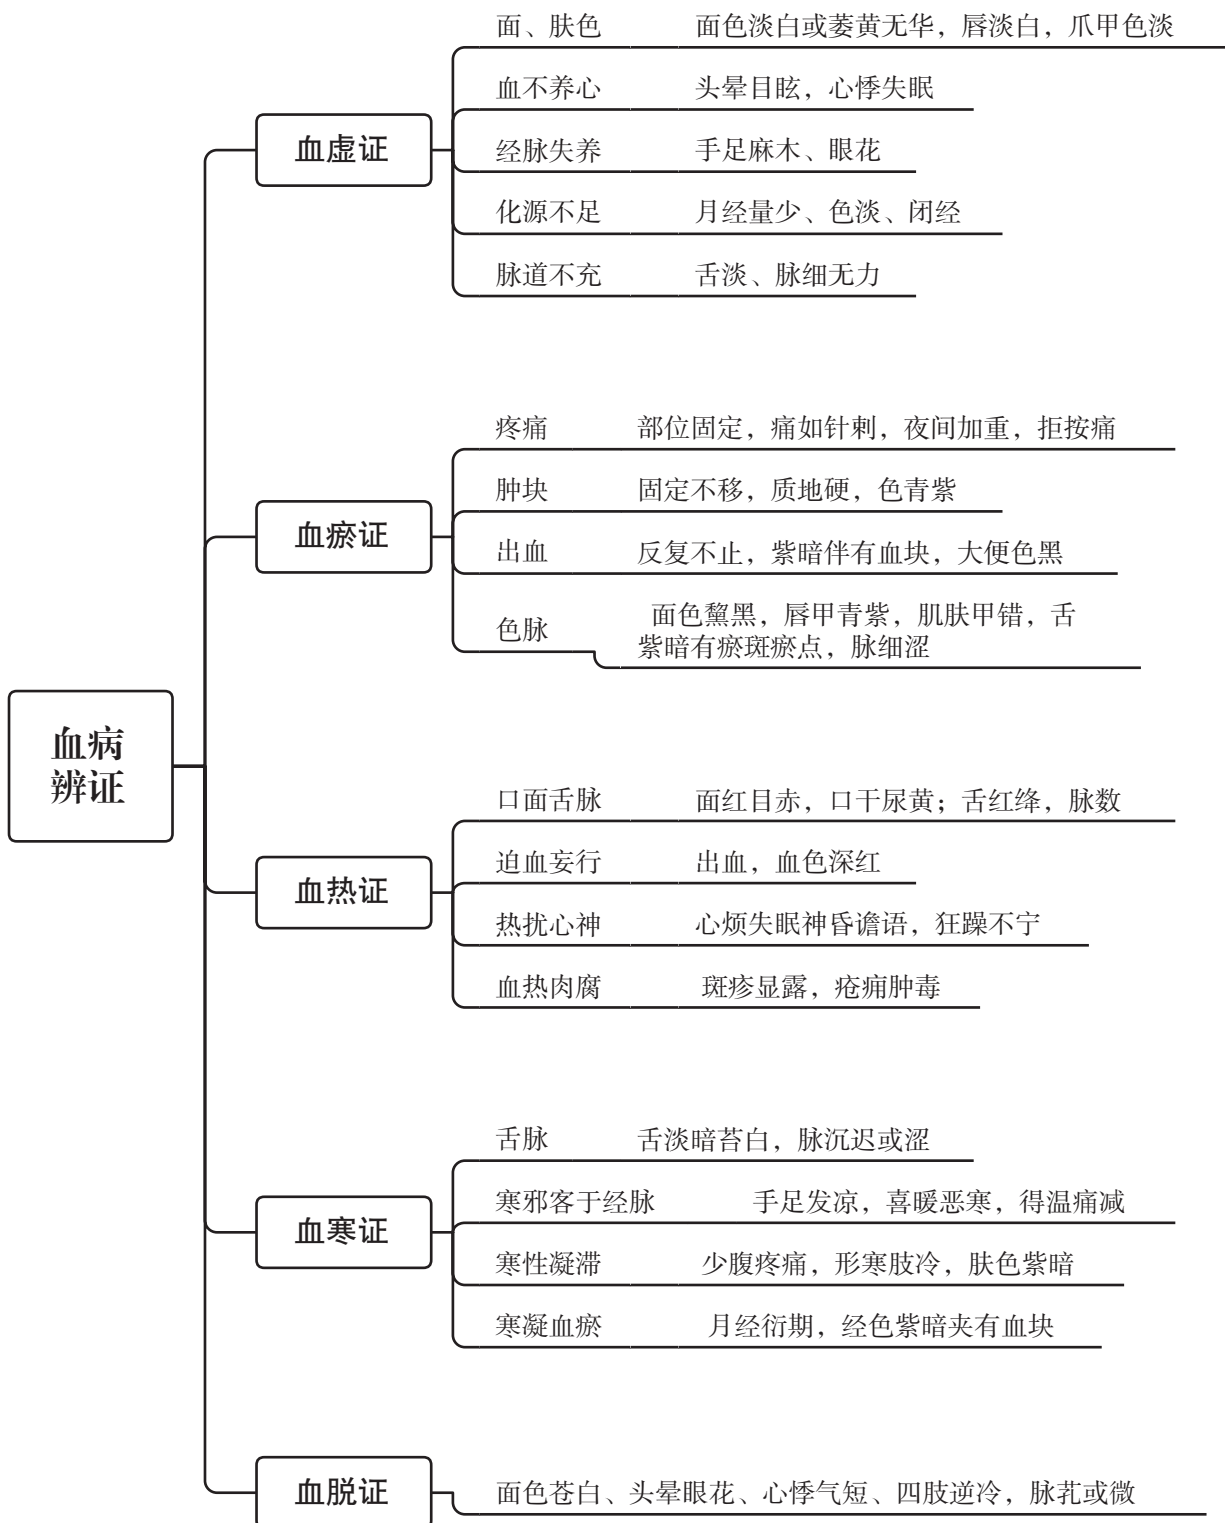 血病
辨证
血虚证
面、肤色 面色淡白或萎黄无华，唇淡白，爪甲色淡
血不养心 头晕目眩，心悸失眠
经脉失养 手足麻木、眼花
化源不足 月经量少、色淡、闭经
脉道不充 舌淡、脉细无力
血瘀证
疼痛 部位固定，痛如针刺，夜间加重，拒按痛
肿块 固定不移，质地硬，色青紫
出血 反复不止，紫暗伴有血块，大便色黑
色脉 面色黧黑，唇甲青紫，肌肤甲错，舌
紫暗有瘀斑瘀点，脉细涩
血热证
口面舌脉 面红目赤，口干尿黄；舌红绛，脉数
迫血妄行 出血，血色深红
热扰心神 心烦失眠神昏谵语，狂躁不宁
血热肉腐 斑疹显露，疮痈肿毒
血寒证
舌脉 舌淡暗苔白，脉沉迟或涩
寒邪客于经脉 手足发凉，喜暖恶寒，得温痛减
寒性凝滞 少腹疼痛，形寒肢冷，肤色紫暗
寒凝血瘀 月经衍期，经色紫暗夹有血块
血脱证
面色苍白、头晕眼花、心悸气短、四肢逆冷，脉芤或微